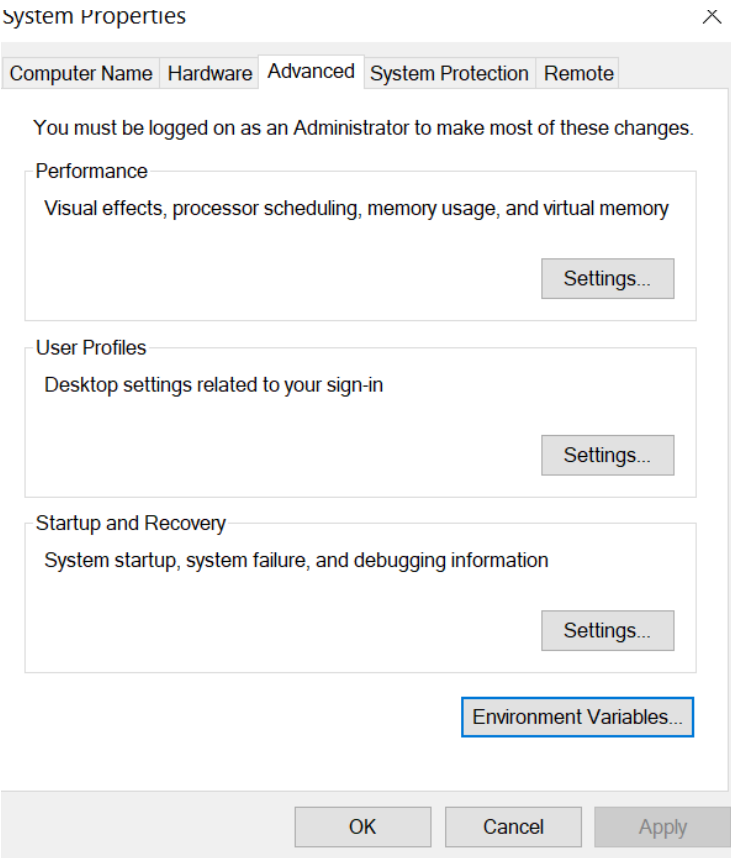 System Properties
Computer Name Hardware Advanced System Protection Remote
You must be logged on as an Administrator to make most of these changes.
Performance
Visual effects, processor scheduling, memory usage, and virtual memory
Settings...
User Profiles
Desktop settings related to your sign-in
Settings...
Startup and Recovery
System startup, system failure, and debugging information
Settings...
Environment Variables...
OK Cancel Apply